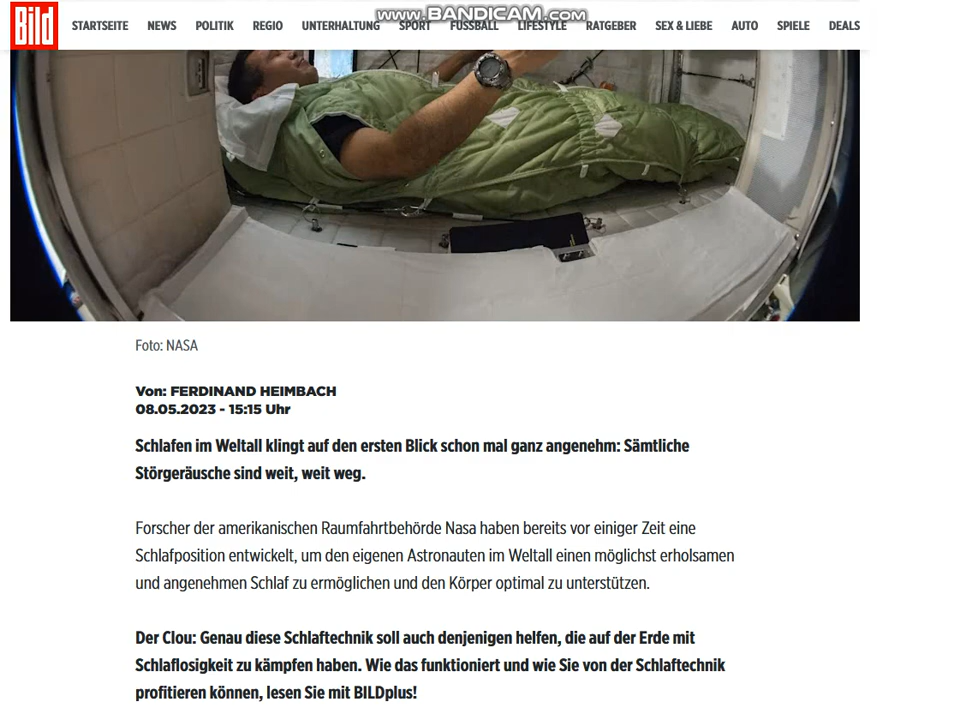 www.BANDICAM.com
Bild STARTSEITE NEWS POLITIK REGIO UNTERHALTUNG SPORT FUSSBALL LIFESTYLE RATGEBER SEX & LIEBE AUTO SPIELE DEALS
Foto: NASA
Von: FERDINAND HEIMBACH
08.05.2023 - 15:15 Uhr
Schlafen im Weltall klingt auf den ersten Blick schon mal ganz angenehm: Sämtliche
Störgeräusche sind weit, weit weg.
Forscher der amerikanischen Raumfahrtbehörde Nasa haben bereits vor einiger Zeit eine
Schlafposition entwickelt, um den eigenen Astronauten im Weltall einen möglichst erholsamen
und angenehmen Schlaf zu ermöglichen und den Körper optimal zu unterstützen.
Der Clou: Genau diese Schlaftechnik soll auch denjenigen helfen, die auf der Erde mit
Schlaflosigkeit zu kämpfen haben. Wie das funktioniert und wie Sie von der Schlaftechnik
profitieren können, lesen Sie mit BILDplus!